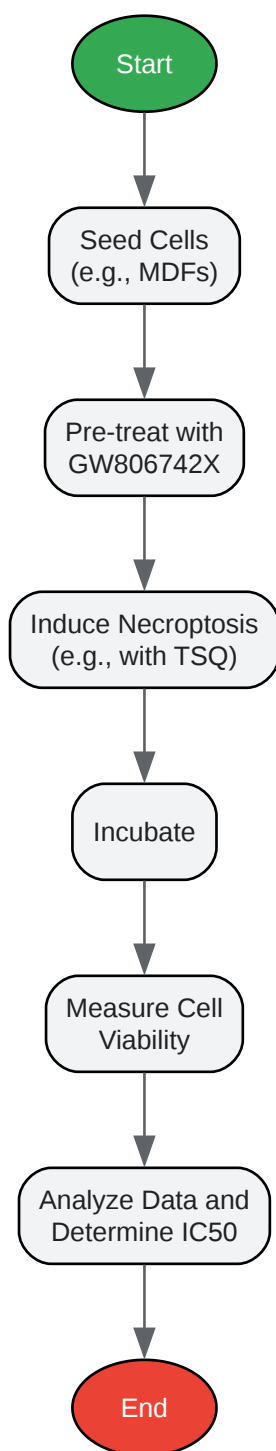 Start
Seed Cells
(e.g., MDFs)
Pre-treat with
GW806742X
Induce Necroptosis
(e.g., with TSQ)
Incubate
Measure Cell
Viability
Analyze Data and
Determine IC50
End